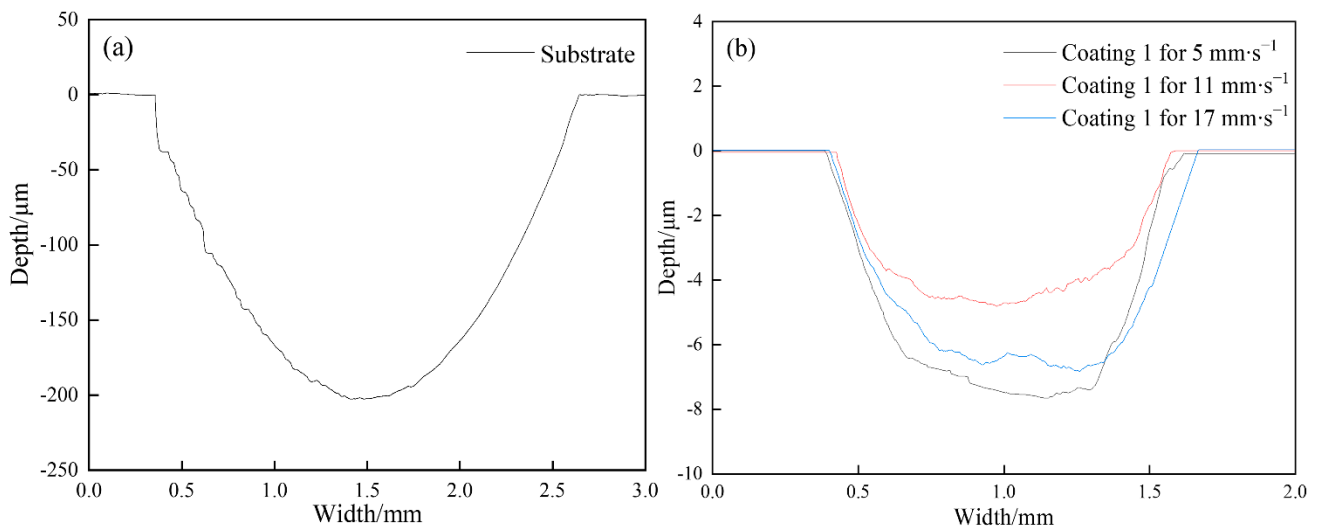 (a)
Substrate
50
0
-50
-100
-150
-200
-250
Depth/μm
0.0 0.5 1.0 1.5 2.0 2.5 3.0
Width/mm
(b)
Coating 1 for 5 mm·s⁻¹
Coating 1 for 11 mm·s⁻¹
Coating 1 for 17 mm·s⁻¹
4
2
0
-2
-4
-6
-8
-10
Depth/μm
0.0 0.5 1.0 1.5 2.0
Width/mm